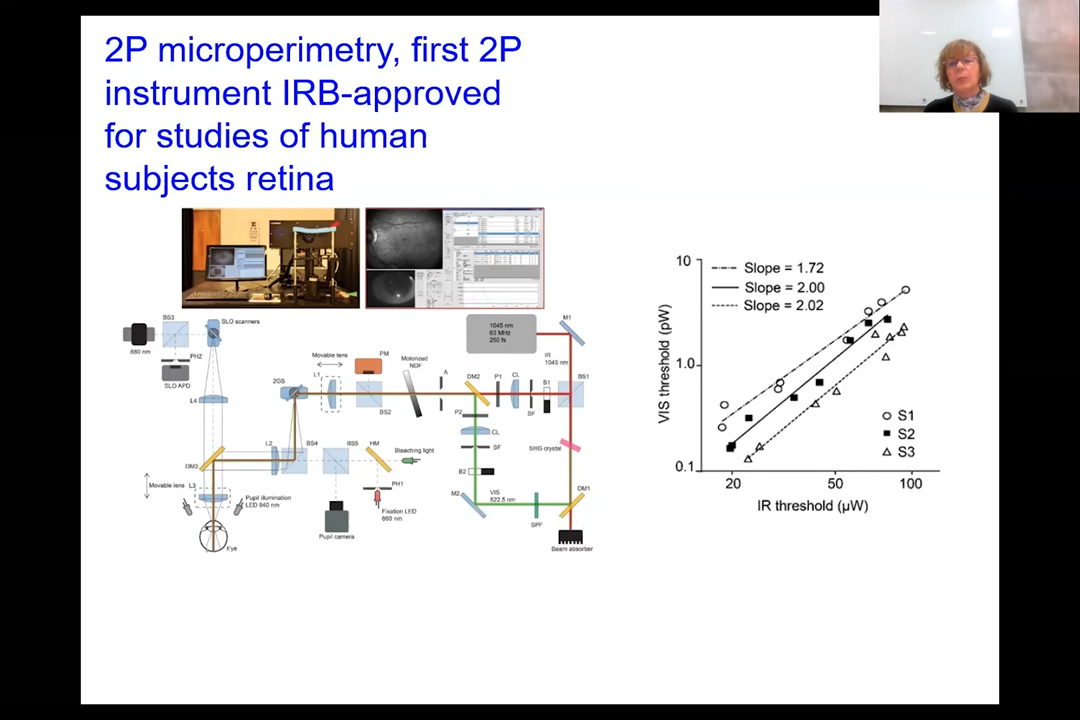 2P microperimetry, first 2P
instrument IRB-approved
for studies of human
subjects retina
BS3
SLO scanners
880 nm
PH2
SLO APD
L4
DM3
Movable lens
L3
Pupil illumination
LED 940 nm
Eye
2GS
Movable lens
L1
PM
BS2
Motorized
NDF
A
DM2
P1
CL
SF
B1
BS1
1045 nm
63 MHz
250 fs
M1
IR
1045 nm
P2
CL
SF
SHG crystal
B2
M2
VIS
522.5 nm
SPF
DM1
Beam absorber
L2
BS4
BS5
HM
Bleaching light
PH1
Fixation LED
660 nm
Pupil camera
VIS threshold (pW)
10
1.0
0.1
Slope = 1.72
Slope = 2.00
Slope = 2.02
S1
S2
S3
20
50
100
IR threshold (μW)